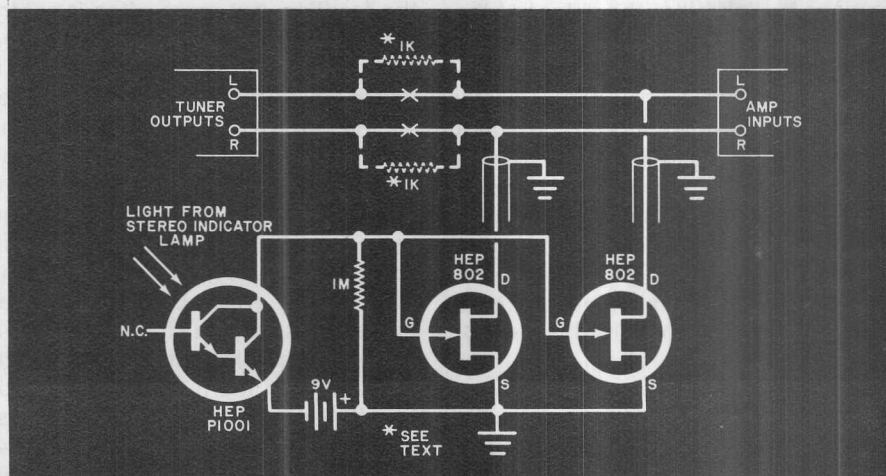 *1K
L
TUNER
OUTPUTS
R
L
AMP
INPUTS
R
*1K
LIGHT FROM
STEREO INDICATOR
LAMP
HEP
802
D
HEP
802
D
1M
G
G
N.C.
S
S
9V
+
HEP
P1001
*SEE
TEXT